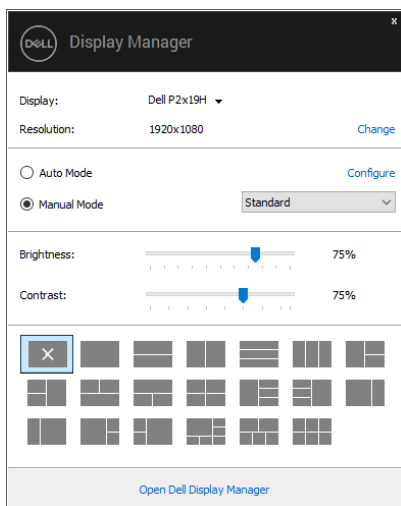 x
DELL Display Manager
Display: Dell P2x19H
Resolution: 1920x1080 Change
Auto Mode Configure
Manual Mode Standard
Brightness: 75%
Contrast: 75%
Open Dell Display Manager